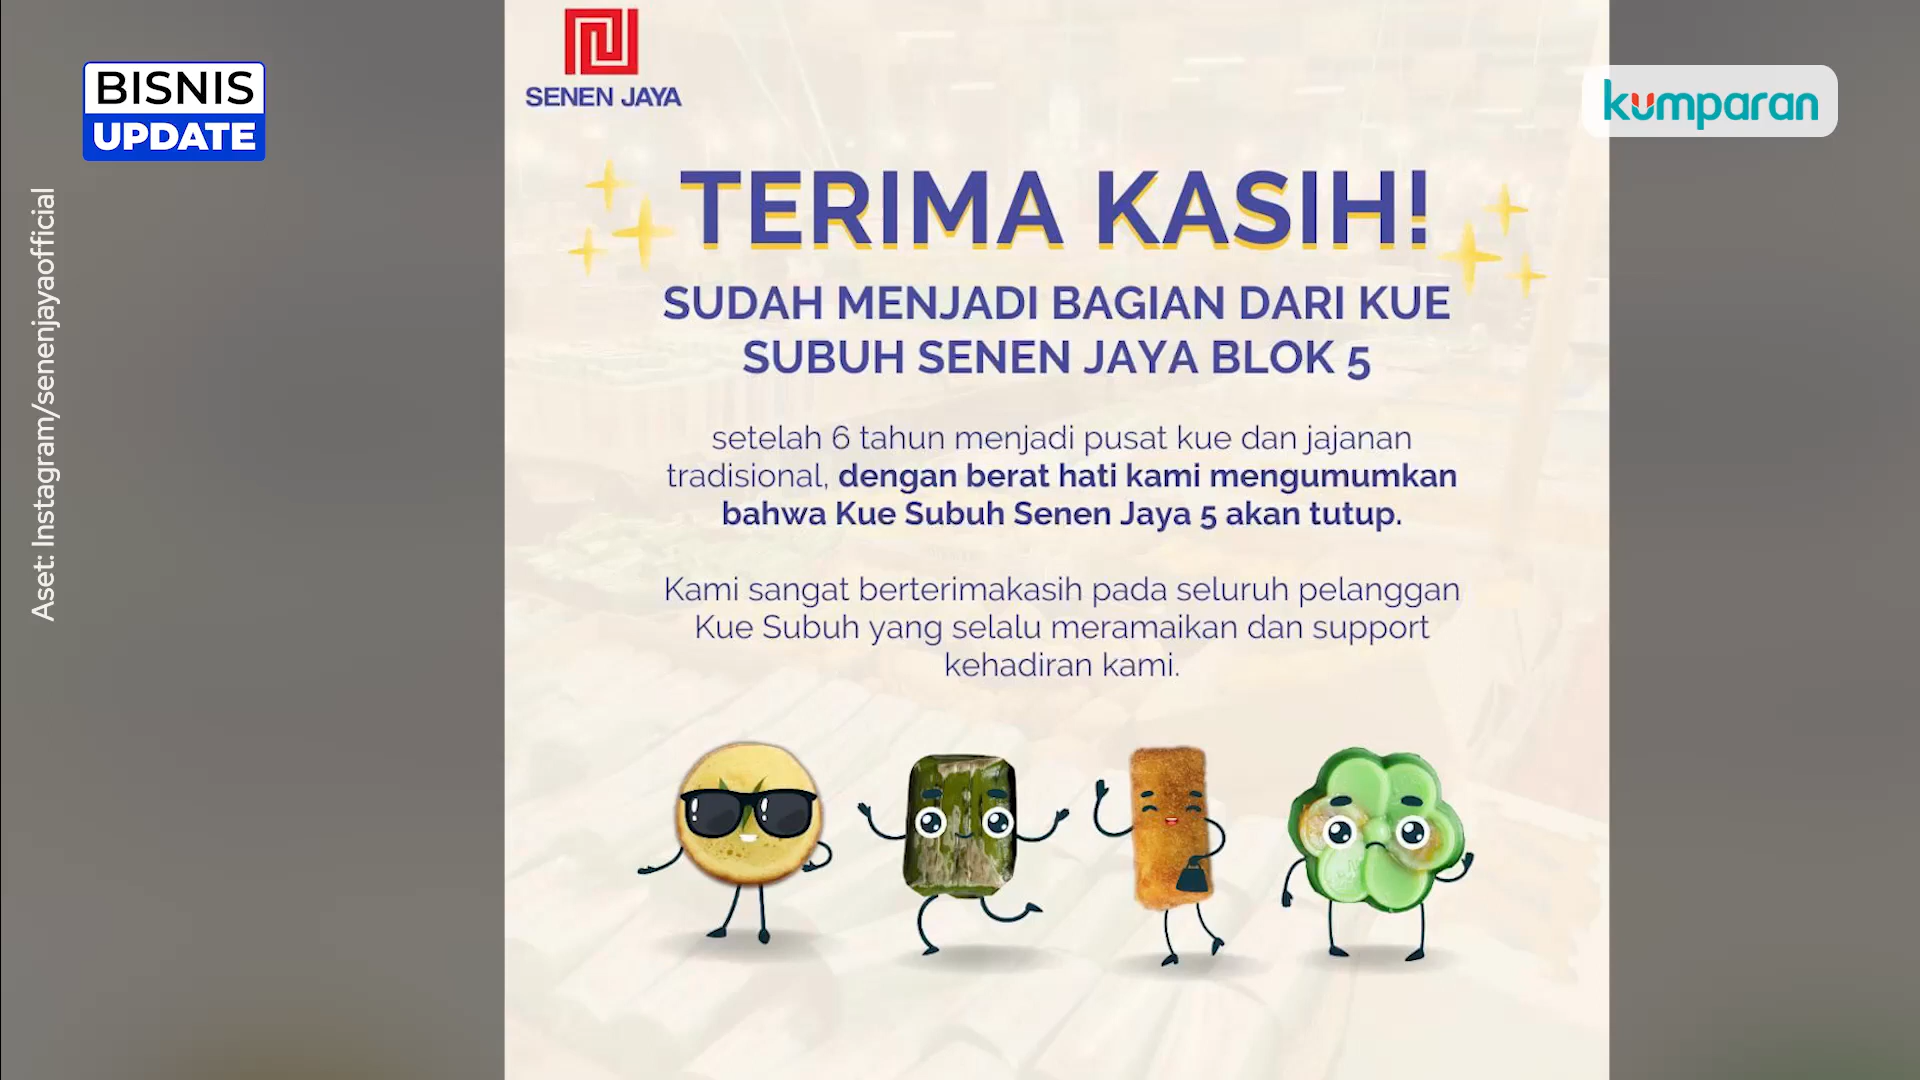 BISNIS
UPDATE
Aset: Instagram/senenjayaofficial
SENEN JAYA
kumparan
TERIMA KASIH!
SUDAH MENJADI BAGIAN DARI KUE
SUBUH SENEN JAYA BLOK 5
setelah 6 tahun menjadi pusat kue dan jajanan
tradisional, dengan berat hati kami mengumumkan
bahwa Kue Subuh Senen Jaya 5 akan tutup.
Kami sangat berterimakasih pada seluruh pelanggan
Kue Subuh yang selalu meramaikan dan support
kehadiran kami.